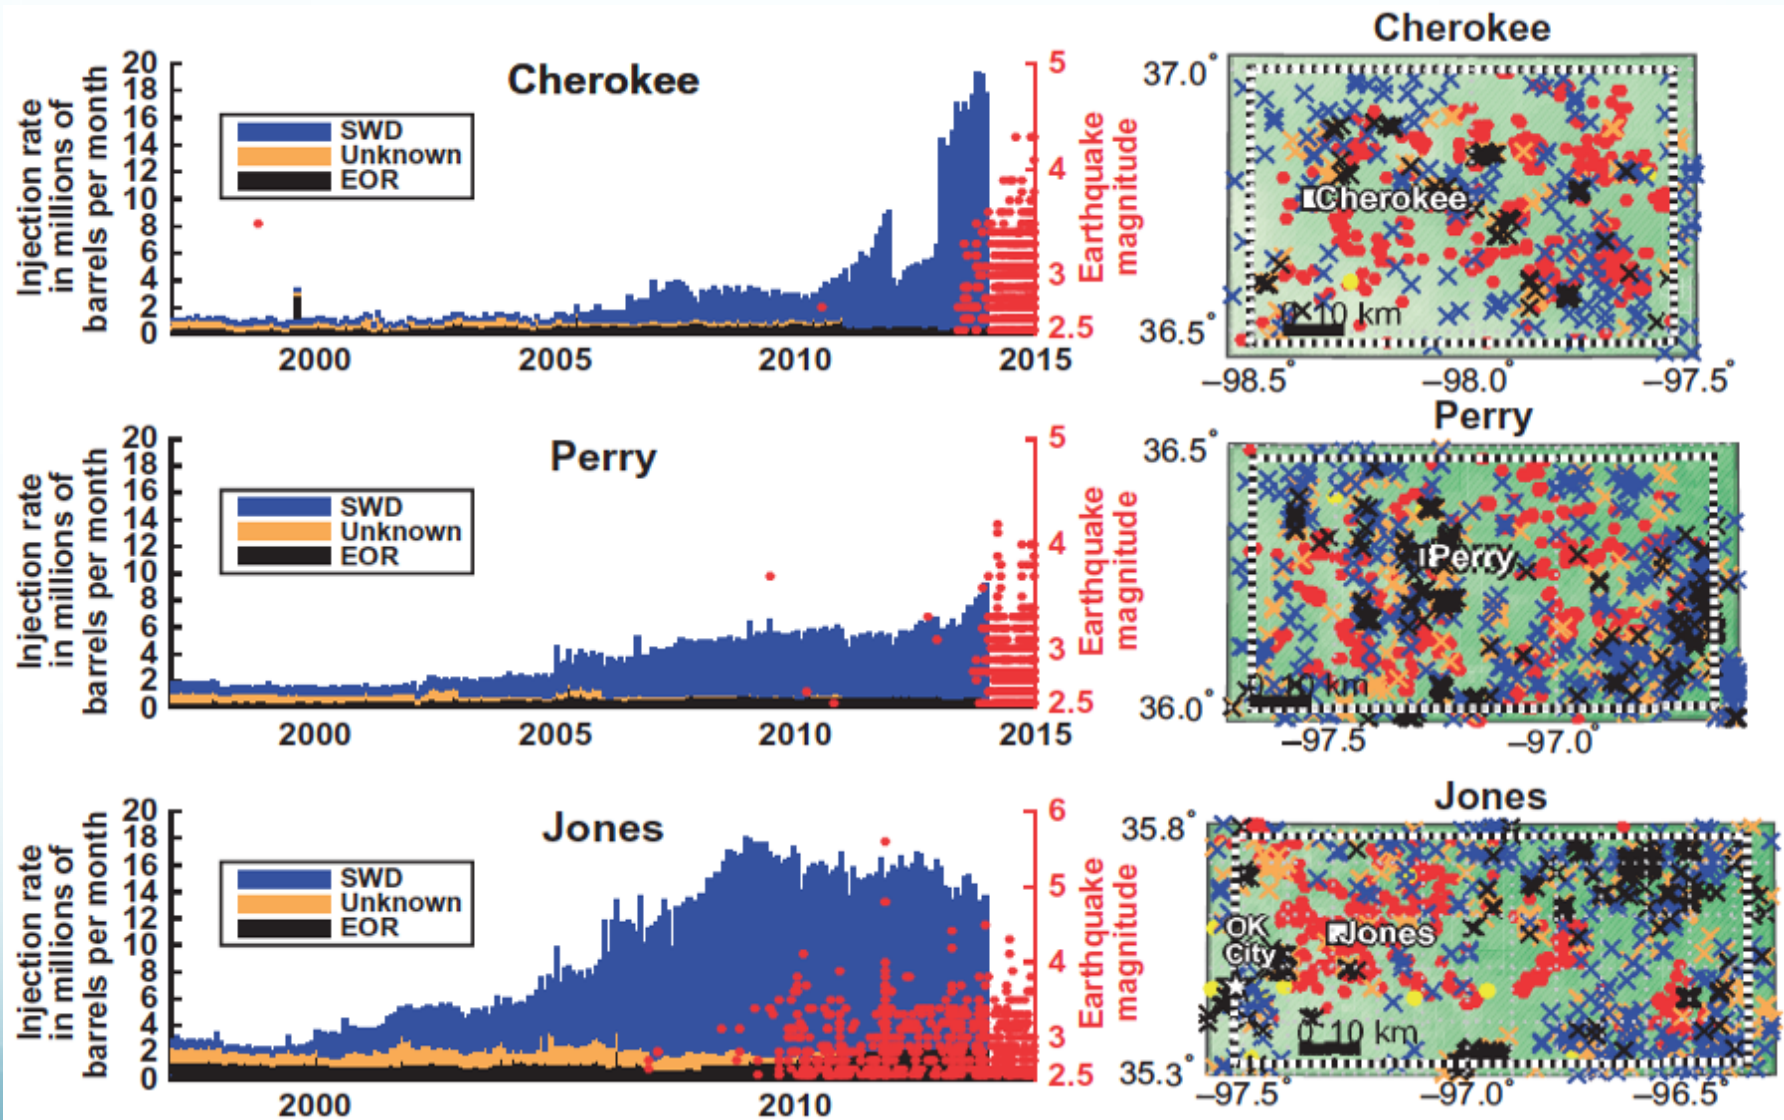 Cherokee
Injection rate
in millions of
barrels per month
20
18
16
14
12
10
8
6
4
2
0
Cherokee
SWD
Unknown
EOR
2000
2005
2010
2015
5
4
3
2.5
Earthquake
magnitude
37.0°
36.5°
Cherokee
0 10 km
–98.5°
–98.0°
–97.5°
Perry
Injection rate
in millions of
barrels per month
20
18
16
14
12
10
8
6
4
2
0
Perry
SWD
Unknown
EOR
2000
2005
2010
2015
5
4
3
2.5
Earthquake
magnitude
36.5°
36.0°
Perry
0 10 km
–97.5°
–97.0°
Jones
Injection rate
in millions of
barrels per month
20
18
16
14
12
10
8
6
4
2
0
Jones
SWD
Unknown
EOR
2000
2010
6
5
4
3
2.5
Earthquake
magnitude
35.8°
35.3°
OK
City
Jones
0 10 km
–97.5°
–97.0°
–96.5°